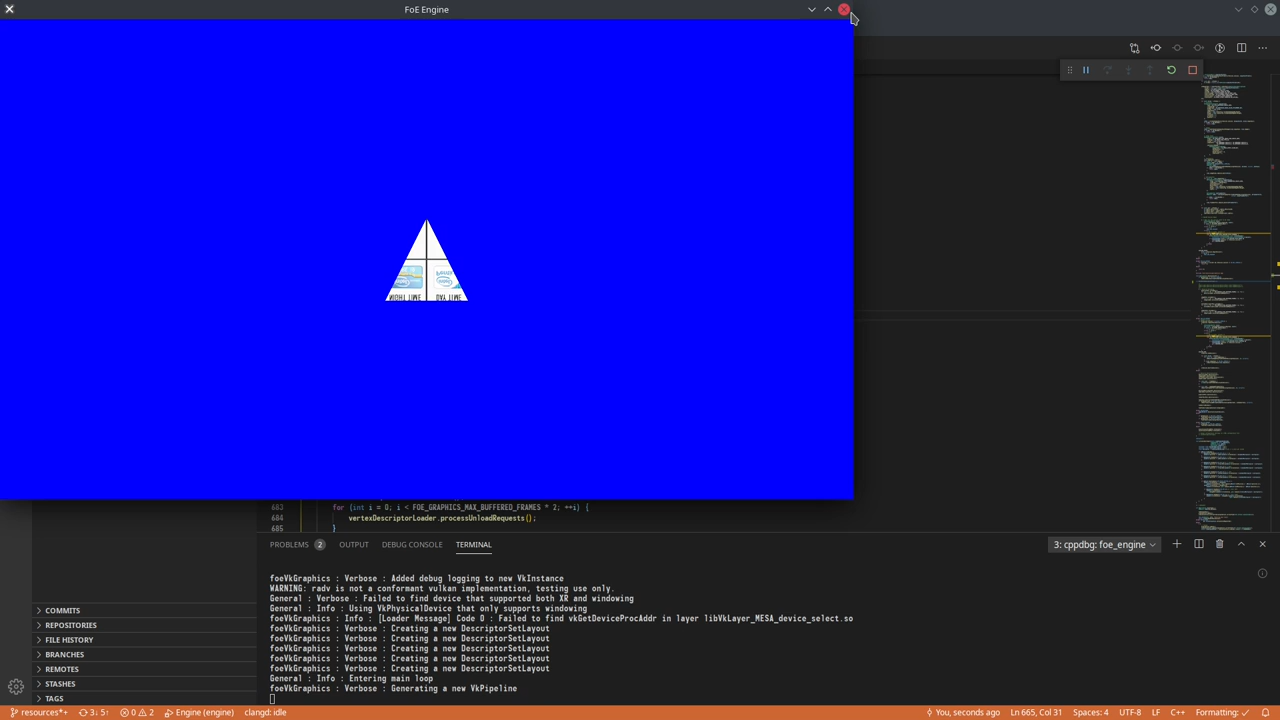 FoE Engine
683 for (int i = 0; i < FOE_GRAPHICS_MAX_BUFFERED_FRAMES * 2; ++i) {
684 vertexDescriptorLoader.processUnloadRequests();
685 }
PROBLEMS 2 OUTPUT DEBUG CONSOLE TERMINAL 3: cppdbg: foe_engine
foeVkGraphics : Verbose : Added debug logging to new VkInstance
WARNING: radv is not a conformant vulkan implementation, testing use only.
General : Verbose : Failed to find device that supported both XR and windowing
General : Info : Using VkPhysicalDevice that only supports windowing
foeVkGraphics : Info : [Loader Message] Code 0 : Failed to find vkGetDeviceProcAddr in layer libVkLayer_MESA_device_select.so
foeVkGraphics : Verbose : Creating a new DescriptorSetLayout
foeVkGraphics : Verbose : Creating a new DescriptorSetLayout
foeVkGraphics : Verbose : Creating a new DescriptorSetLayout
foeVkGraphics : Verbose : Creating a new DescriptorSetLayout
foeVkGraphics : Verbose : Creating a new DescriptorSetLayout
General : Info : Entering main loop
foeVkGraphics : Verbose : Generating a new VkPipeline
COMMITS
REPOSITORIES
FILE HISTORY
BRANCHES
REMOTES
STASHES
TAGS
resources*+ 3↓ 5↑ 0 2 Engine (engine) clangd: idle You, seconds ago Ln 665, Col 31 Spaces: 4 UTF-8 LF C++ Formatting: ✓